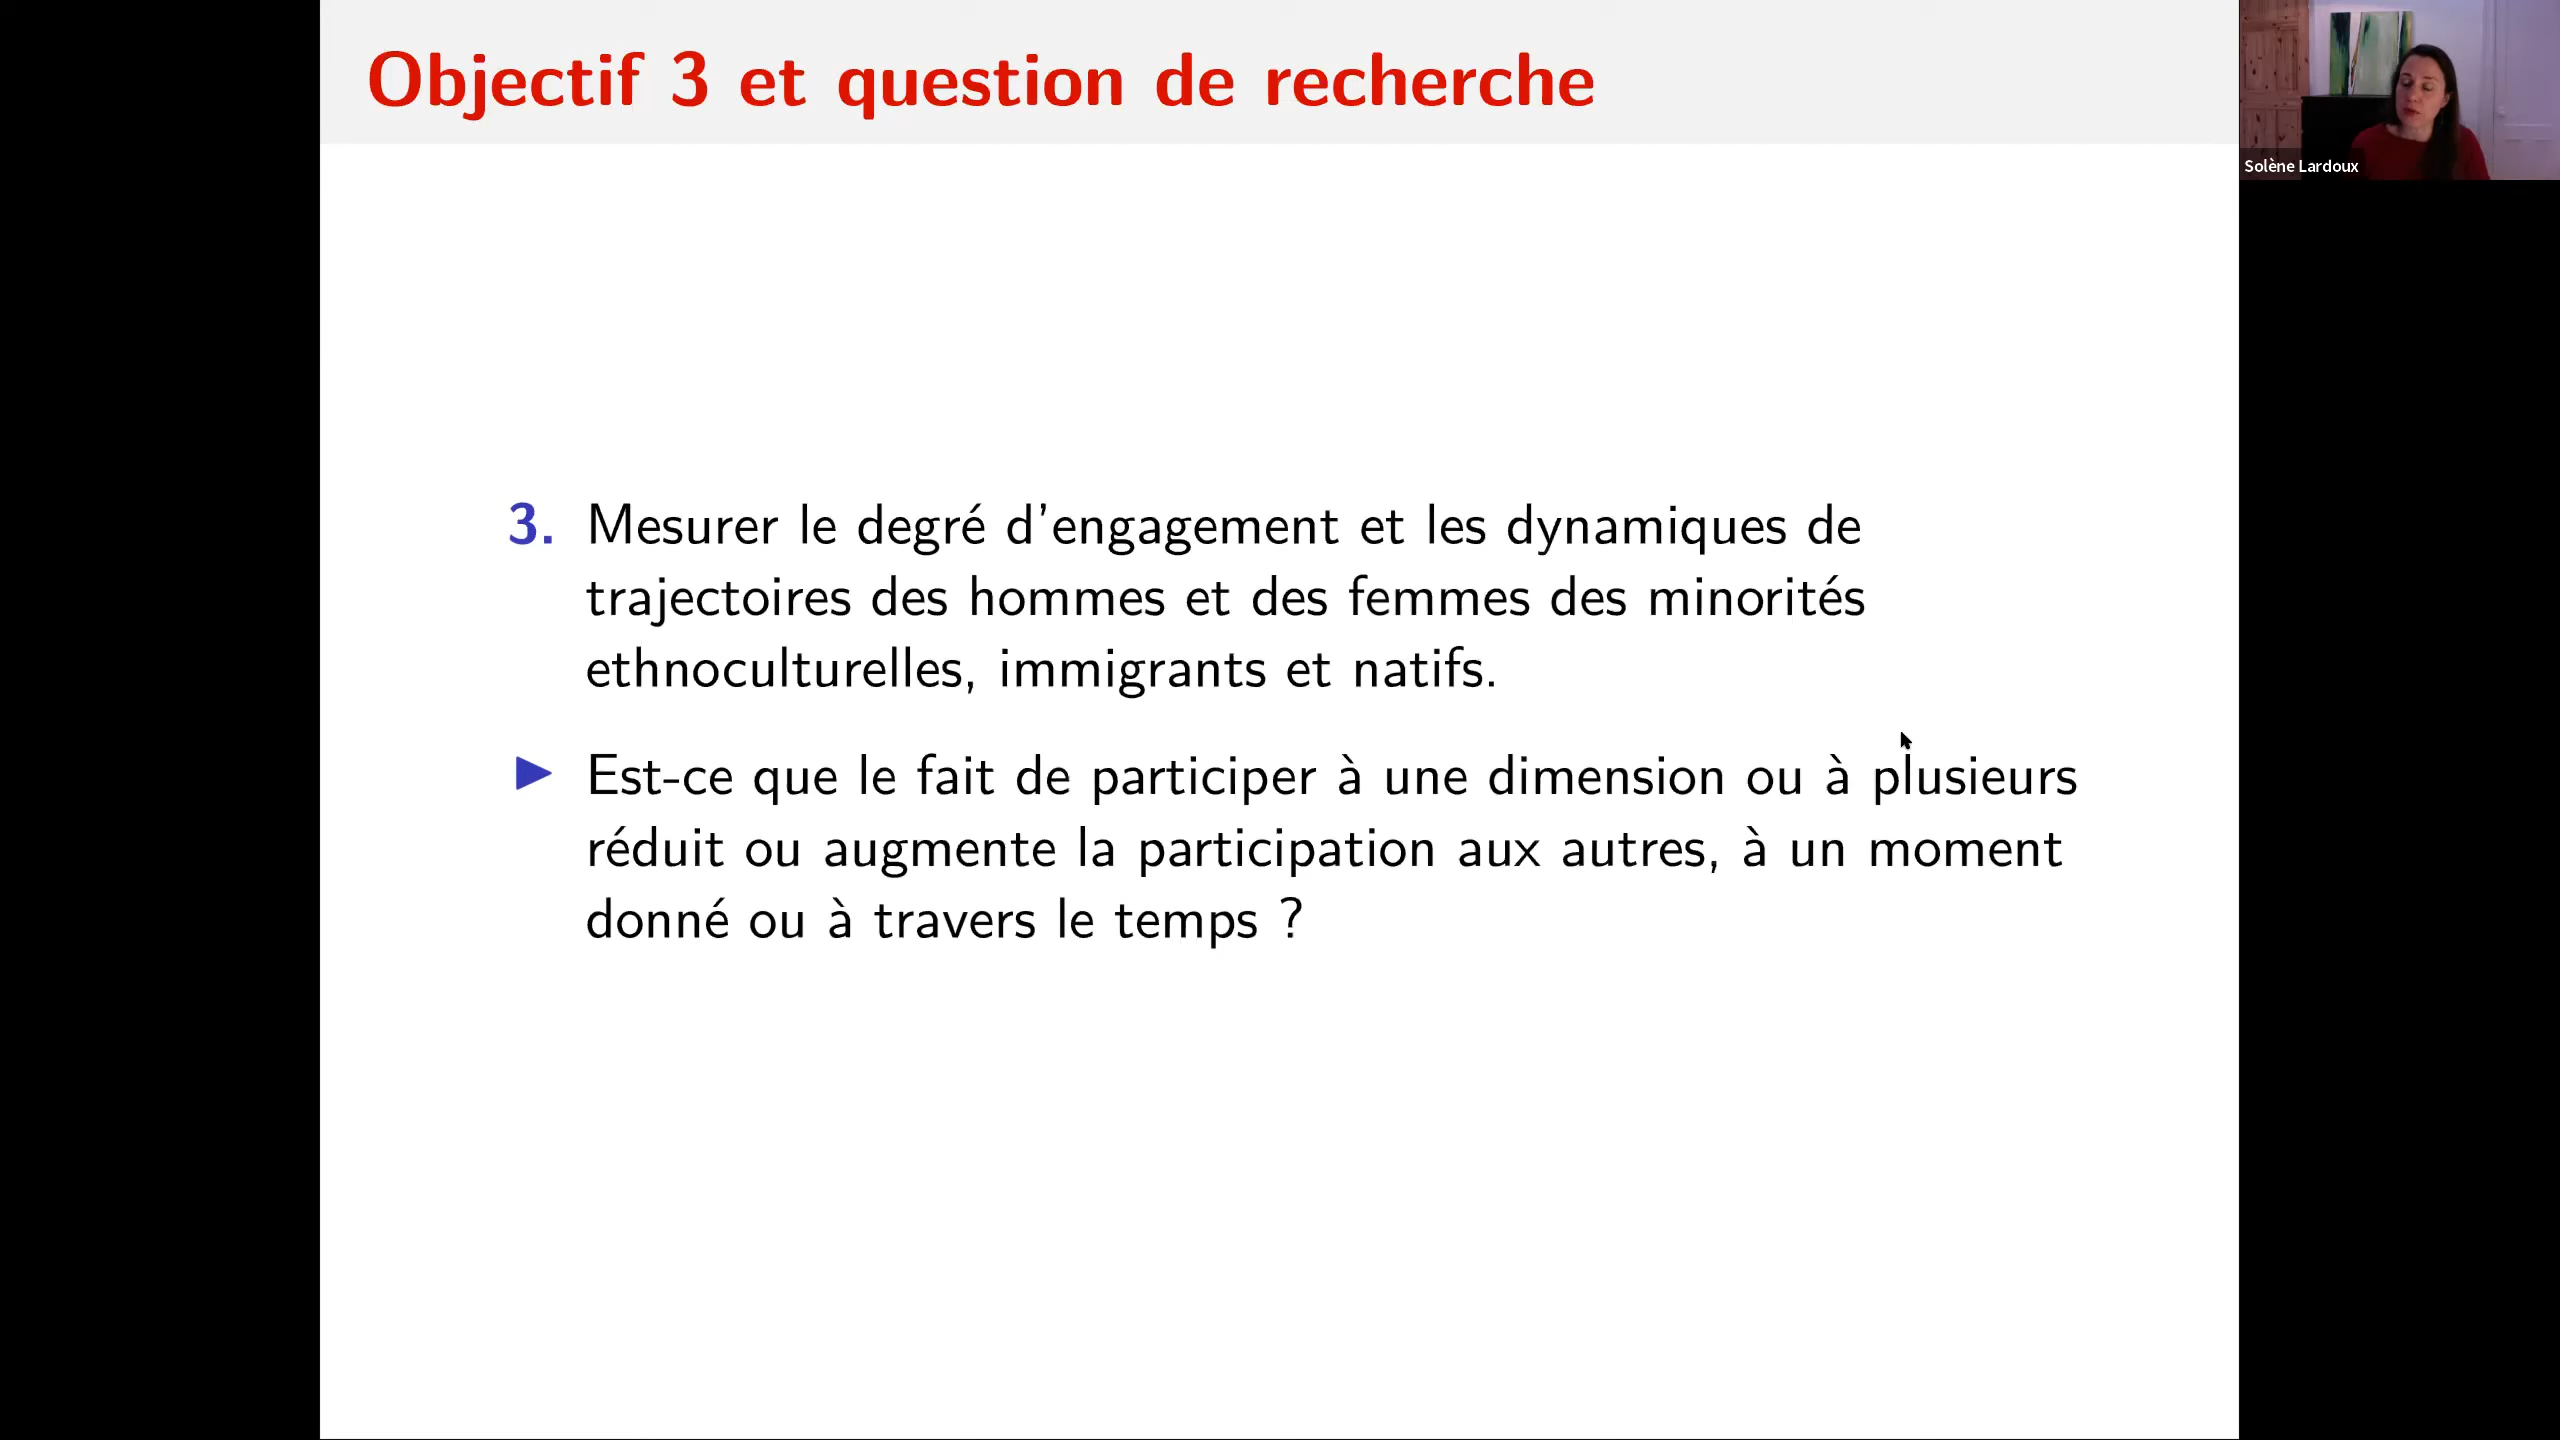 Objectif 3 et question de recherche
Solène Lardoux
3. Mesurer le degré d'engagement et les dynamiques de
trajectoires des hommes et des femmes des minorités
ethnoculturelles, immigrants et natifs.
Est-ce que le fait de participer à une dimension ou à plusieurs
réduit ou augmente la participation aux autres, à un moment
donné ou à travers le temps ?